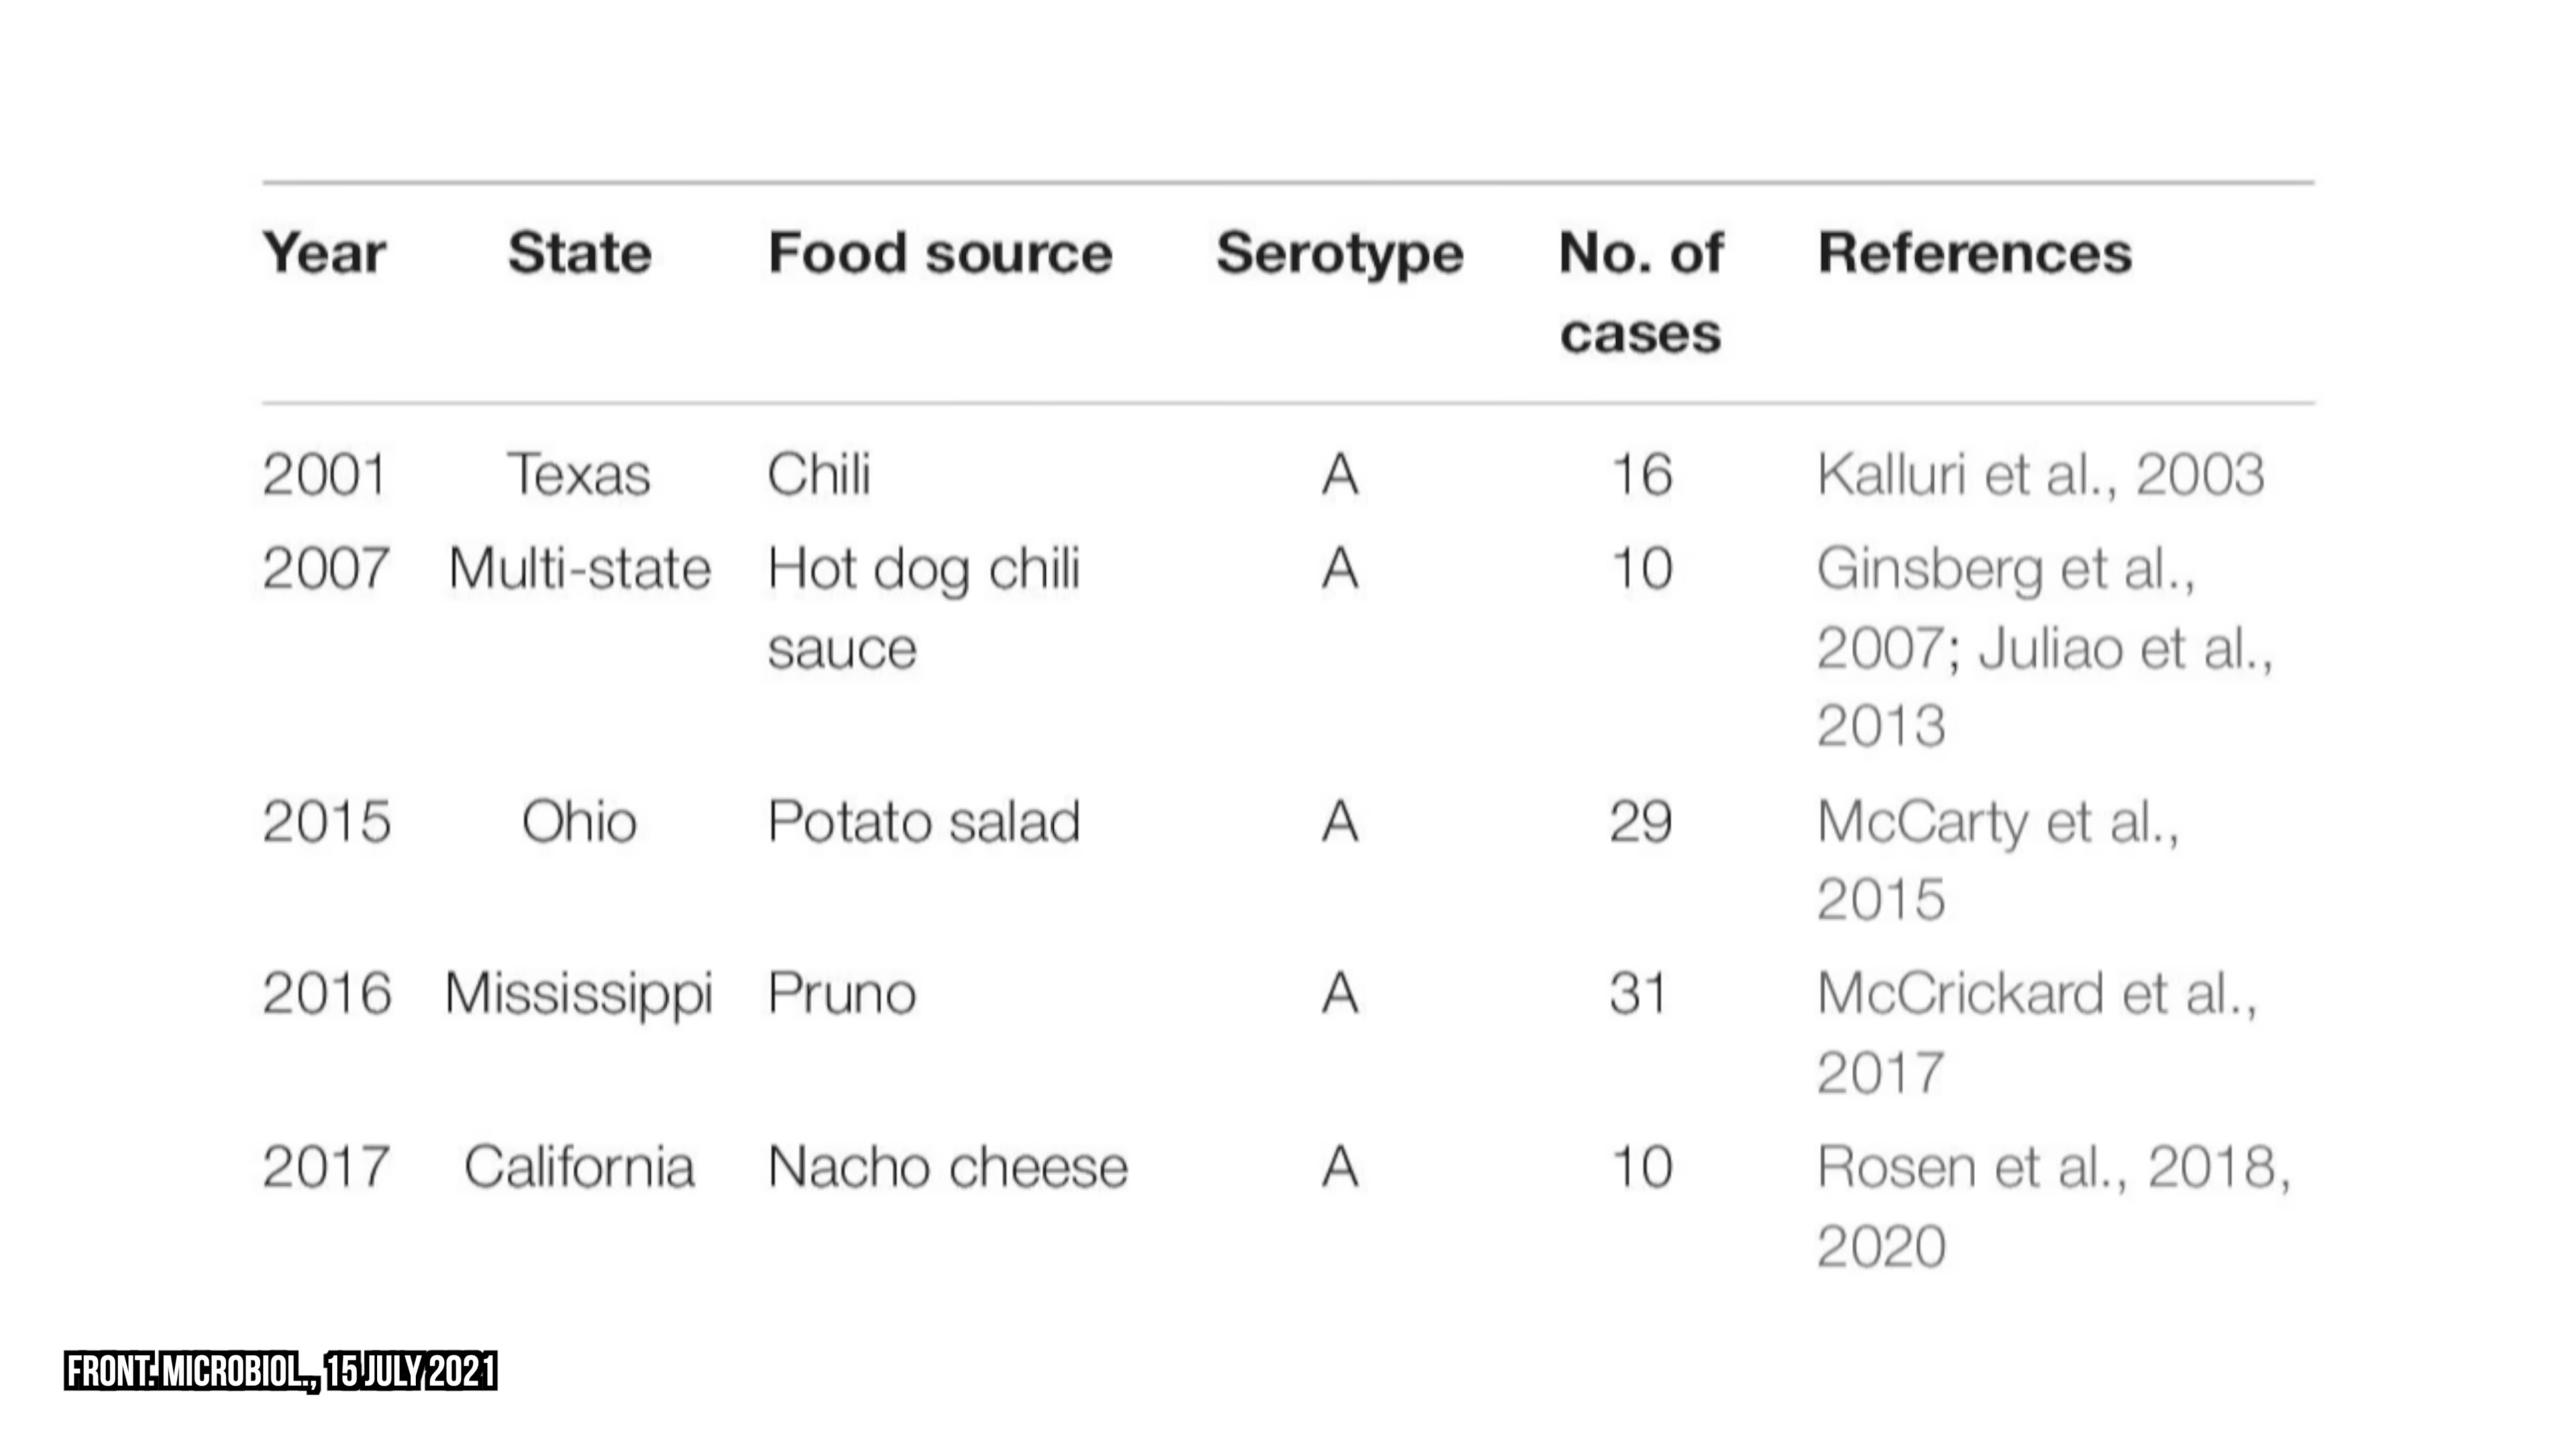 Year State Food source Serotype No. of References
cases
2001 Texas Chili A 16 Kalluri et al., 2003
2007 Multi-state Hot dog chili A 10 Ginsberg et al.,
sauce 2007; Juliao et al.,
2013
2015 Ohio Potato salad A 29 McCarty et al.,
2015
2016 Mississippi Pruno A 31 McCrickard et al.,
2017
2017 California Nacho cheese A 10 Rosen et al., 2018,
2020
FRONT. MICROBIOL., 15 JULY 2021